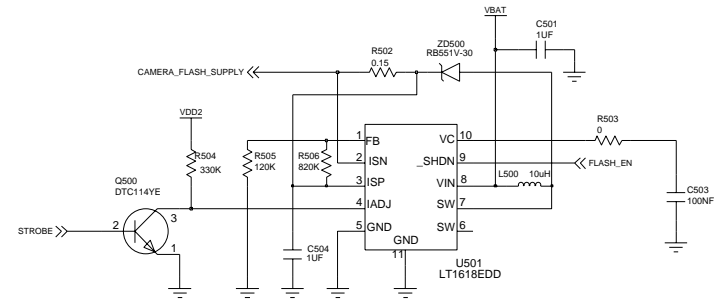 VBAT
C501
1UF
ZD500
RB551V-30
R502
0.15
CAMERA_FLASH_SUPPLY
VDD2
R503
0
R504
330K
R505
120K
R506
820K
1 FB
2 ISN
3 ISP
4 IADJ
5 GND
GND
11
VC 10
_SHDN 9
VIN 8
SW 7
SW 6
FLASH_EN
L500 10uH
C503
100NF
Q500
DTC114YE
3
2
1
STROBE
C504
1UF
U501
LT1618EDD